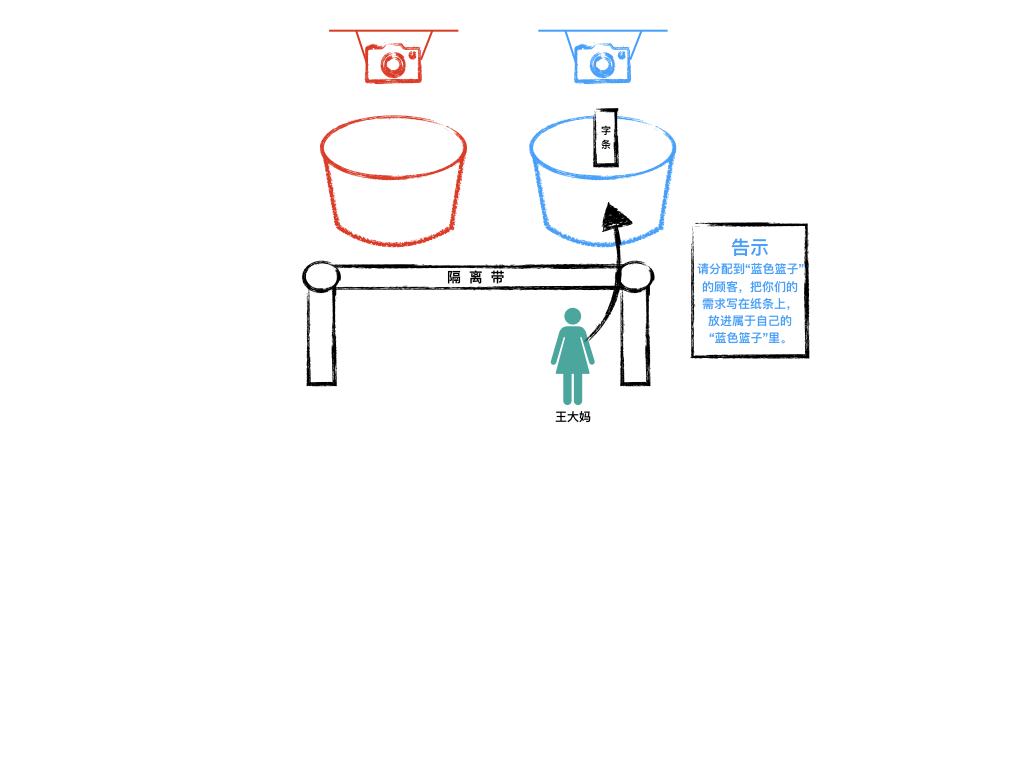 字
条
隔 离 带
告示
请分配到“蓝色篮子”
的顾客，把你们的
需求写在纸条上，
放进属于自己的
“蓝色篮子”里。
王大妈